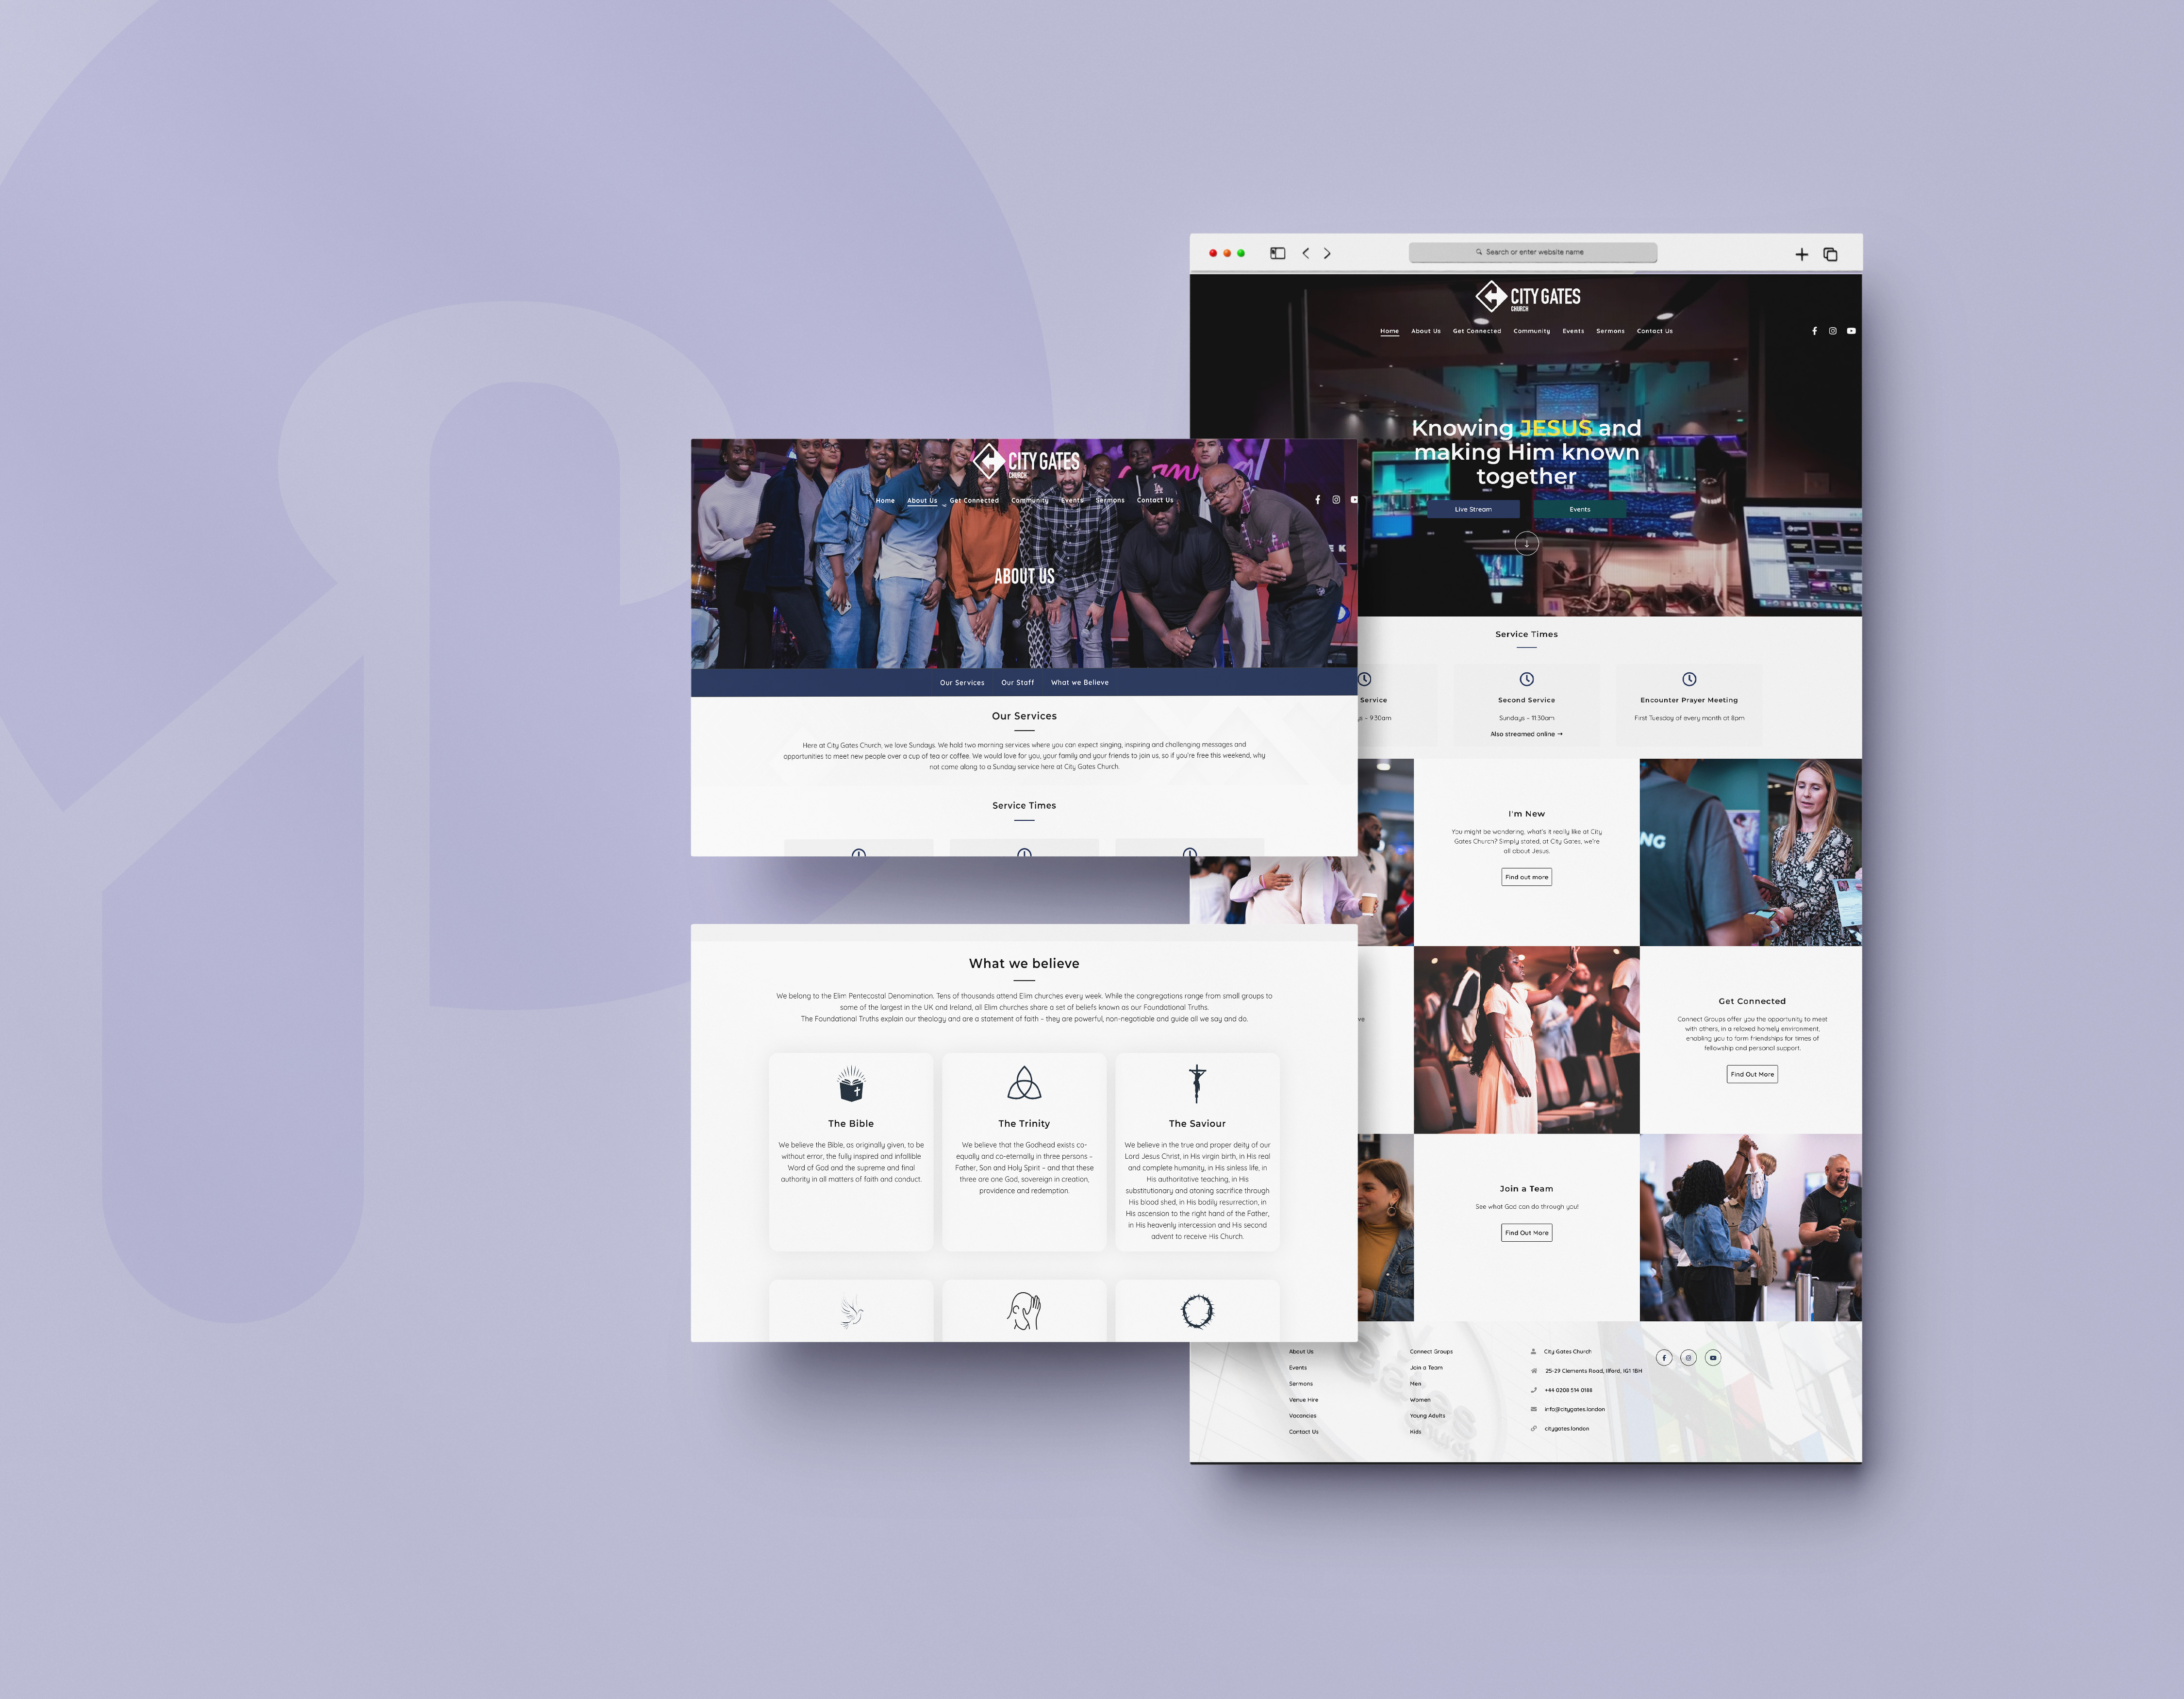 Search or enter website name
CITY GATES
CHURCH
Home About Us Get Connected Community Events Sermons Contact Us
Knowing JESUS and
making Him known
together
Live Stream Events
Service Times
Service
Second Service
Encounter Prayer Meeting
- 9:30am
Sundays - 11:30am
First Tuesday of every month at 8pm
Also streamed online →
I'm New
You might be wondering, what's it really like at City
Gates Church? Simply stated, at City Gates, we're
all about Jesus.
Find out more
NG
Get Connected
Connect Groups offer you the opportunity to meet
with others, in a relaxed homely environment,
enabling you to form friendships for times of
fellowship and personal support.
Find Out More
Join a Team
See what God can do through you!
Find Out More
About Us
Events
Sermons
Venue Hire
Vacancies
Contact Us
Connect Groups
Join a Team
Men
Women
Young Adults
Kids
City Gates Church
25-29 Clements Road, Ilford, IG1 1BH
+44 0208 514 0188
info@citygates.london
citygates.london
CITY GATES
CHURCH
Home About Us Get Connected Community Events Sermons Contact Us
ABOUT US
Our Services Our Staff What we Believe
Our Services
Here at City Gates Church, we love Sundays. We hold two morning services where you can expect singing, inspiring and challenging messages and
opportunities to meet new people over a cup of tea or coffee. We would love for you, your family and your friends to join us, so if you're free this weekend, why
not come along to a Sunday service here at City Gates Church.
Service Times
What we believe
We belong to the Elim Pentecostal Denomination. Tens of thousands attend Elim churches every week. While the congregations range from small groups to
some of the largest in the UK and Ireland, all Elim churches share a set of beliefs known as our Foundational Truths.
The Foundational Truths explain our theology and are a statement of faith – they are powerful, non-negotiable and guide all we say and do.
The Bible
We believe the Bible, as originally given, to be
without error, the fully inspired and infallible
Word of God and the supreme and final
authority in all matters of faith and conduct.
The Trinity
We believe that the Godhead exists co-
equally and co-eternally in three persons –
Father, Son and Holy Spirit – and that these
three are one God, sovereign in creation,
providence and redemption.
The Saviour
We believe in the true and proper deity of our
Lord Jesus Christ, in His virgin birth, in His real
and complete humanity, in His sinless life, in
His authoritative teaching, in His
substitutionary and atoning sacrifice through
His blood shed, in His bodily resurrection, in
His ascension to the right hand of the Father,
in His heavenly intercession and His second
advent to receive His Church.